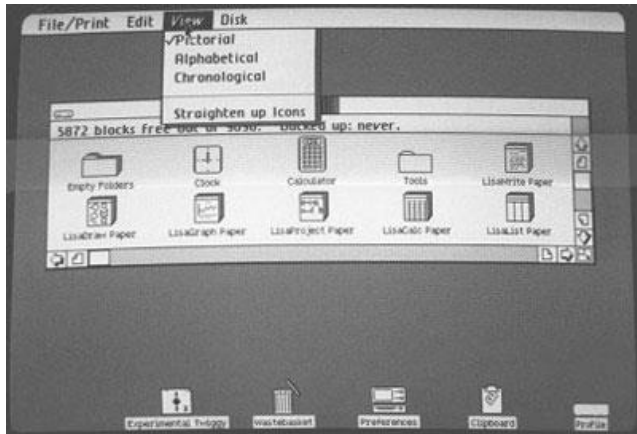 File/Print Edit View Disk
✓Pictorial
Alphabetical
Chronological
Straighten up Icons
5872 blocks free out of Backed up: never.
Empty Folders Clock Calculator Tools LisaWrite Paper
LisaDraw Paper LisaGraph Paper LisaProject Paper LisaCalc Paper LisaList Paper
Experimental Twiggy Wastebasket Preferences Clipboard Profile